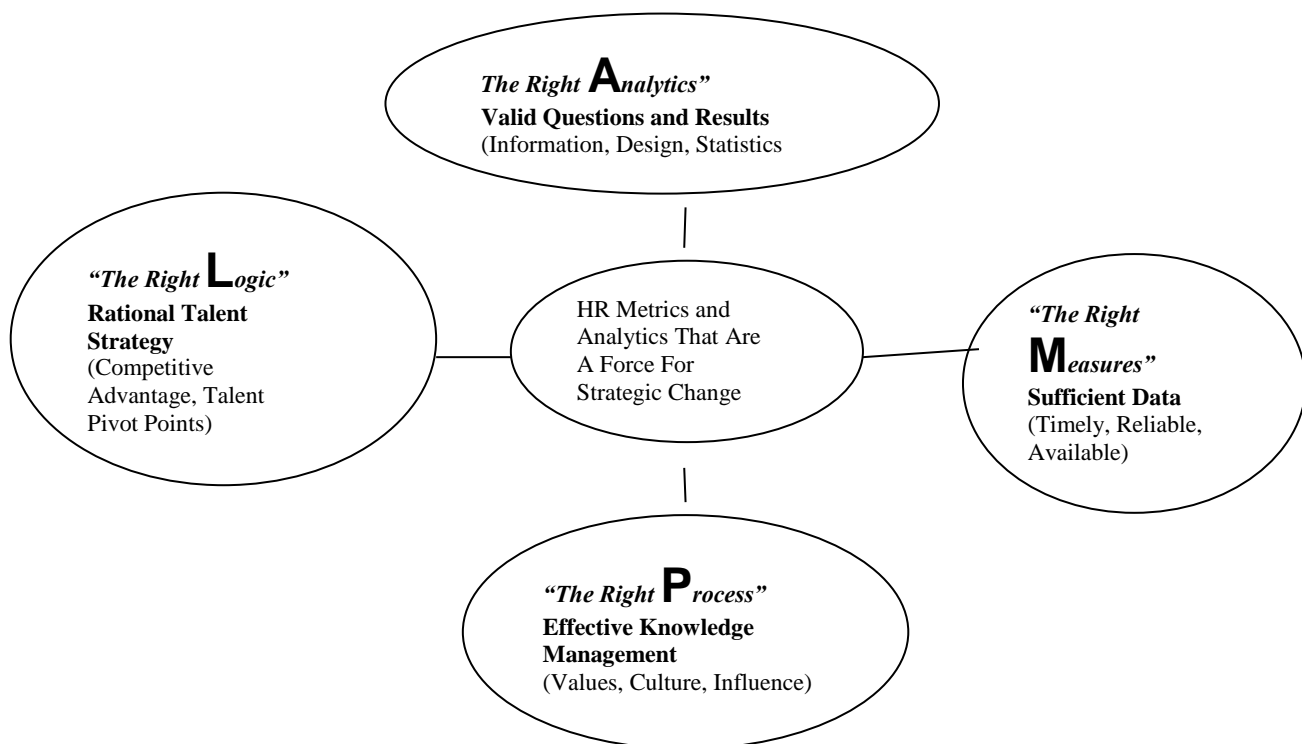 The Right Analytics”
Valid Questions and Results
(Information, Design, Statistics
“The Right Logic”
Rational Talent
Strategy
(Competitive
Advantage, Talent
Pivot Points)
HR Metrics and
Analytics That Are
A Force For
Strategic Change
“The Right
Measures”
Sufficient Data
(Timely, Reliable,
Available)
“The Right Process”
Effective Knowledge
Management
(Values, Culture, Influence)